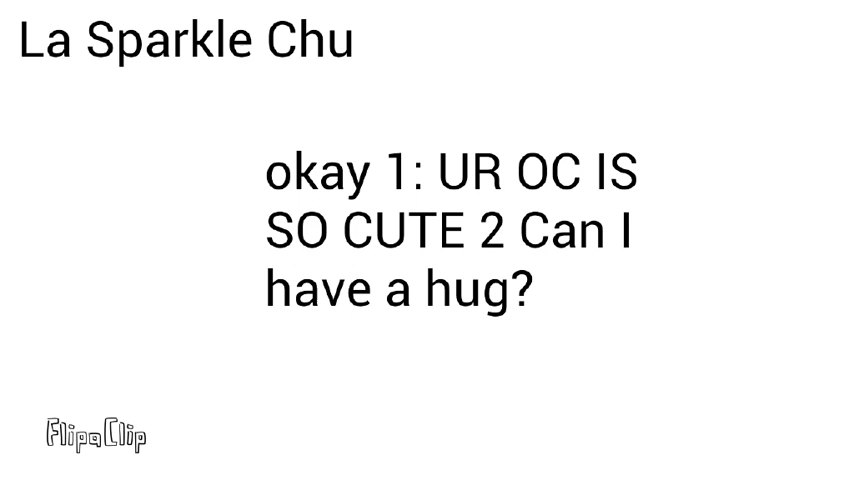 La Sparkle Chu
okay 1: UR OC IS
SO CUTE 2 Can I
have a hug?
FlipaClip